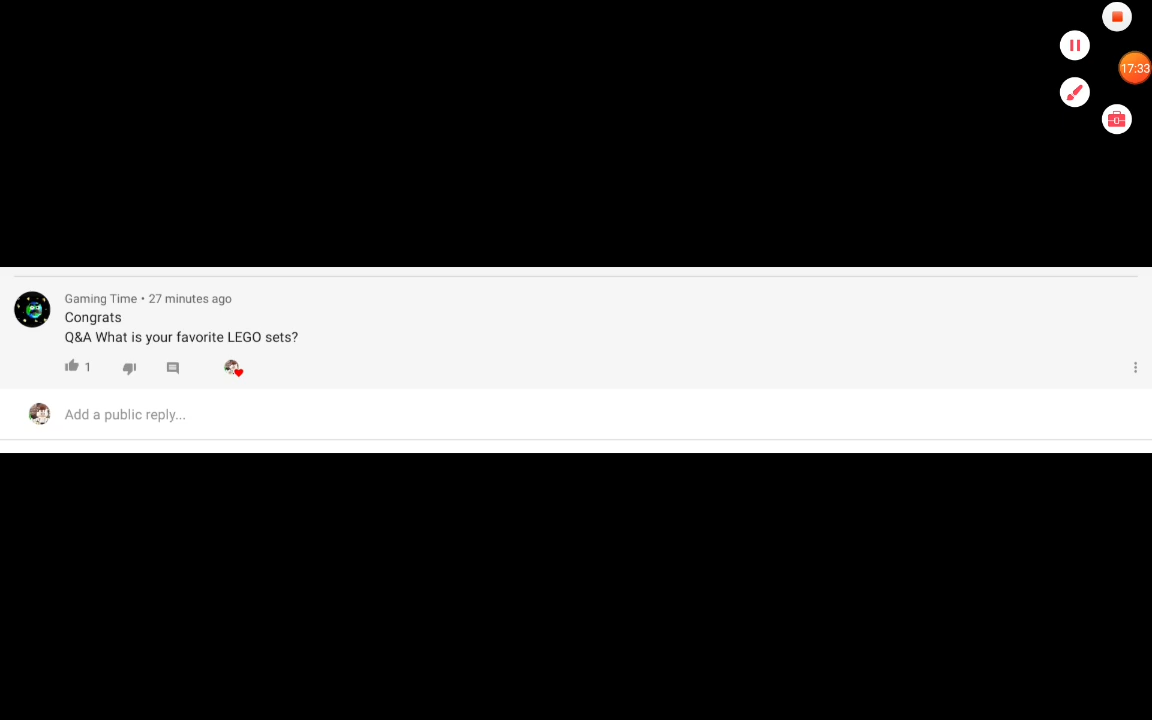 17:33
Gaming Time • 27 minutes ago
Congrats
Q&A What is your favorite LEGO sets?
1
Add a public reply...